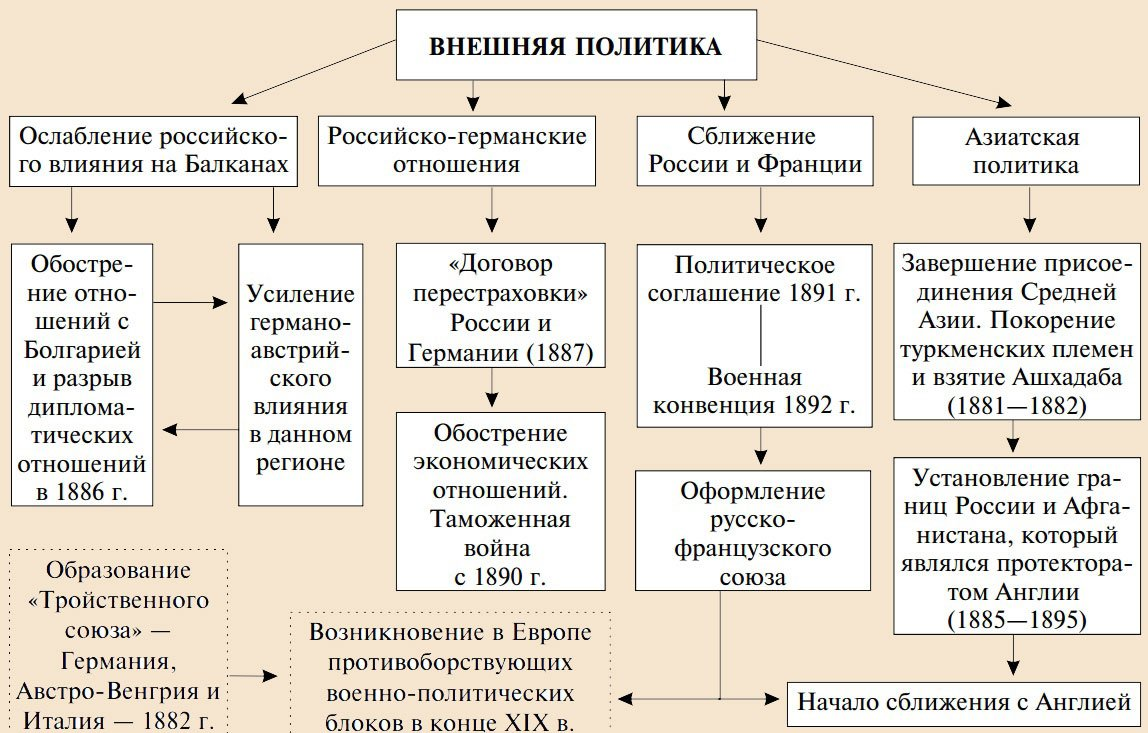 ВНЕШНЯЯ ПОЛИТИКА
Ослабление российско-
го влияния на Балканах
Обостре-
ние отно-
шений с
Болгарией
и разрыв
диплома-
тических
отношений
в 1886 г.
Усиление
германо-
австрий-
ского
влияния
в данном
регионе
Российско-германские
отношения
«Договор
перестраховки»
России и
Германии (1887)
Обострение
экономических
отношений.
Таможенная
война
с 1890 г.
Сближение
России и Франции
Политическое
соглашение 1891 г.
Военная
конвенция 1892 г.
Оформление
русско-
французского
союза
Азиатская
политика
Завершение присое-
динения Средней
Азии. Покорение
туркменских племен
и взятие Ашхадаба
(1881—1882)
Установление гра-
ниц России и Афга-
нистана, который
являлся протектора-
том Англии
(1885—1895)
Начало сближения с Англией
Образование
«Тройственного
союза» —
Германия,
Австро-Венгрия и
Италия — 1882 г.
Возникновение в Европе
противоборствующих
военно-политических
блоков в конце XIX в.